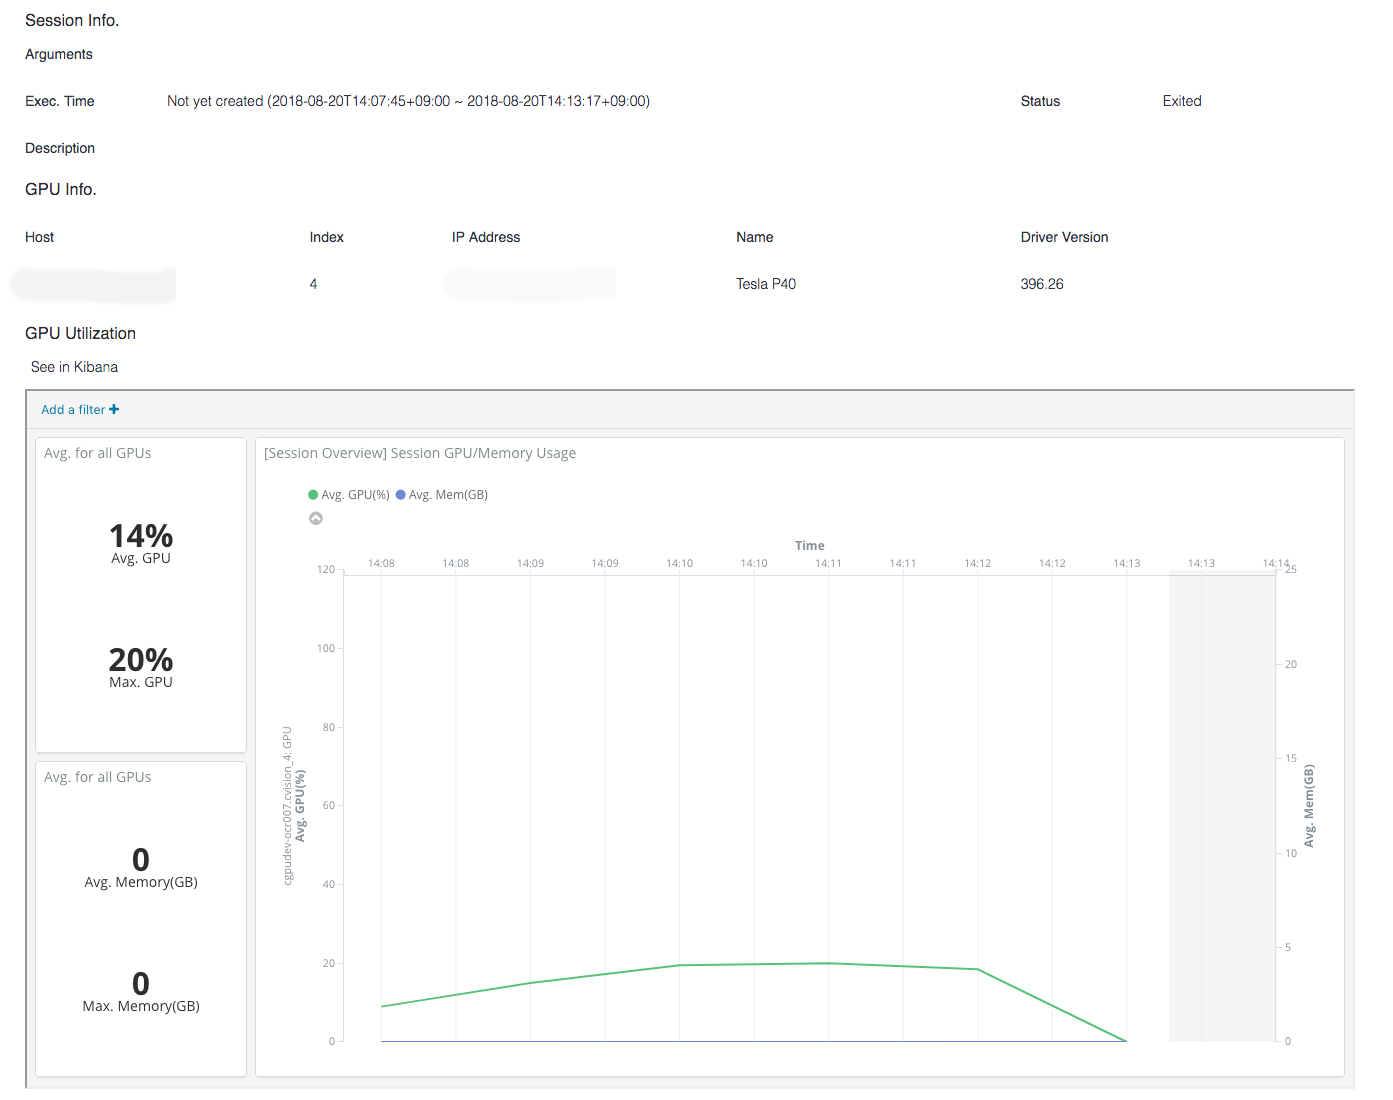 Session Info.
Arguments
Exec. Time Not yet created (2018-08-20T14:07:45+09:00 ~ 2018-08-20T14:13:17+09:00) Status Exited
Description
GPU Info.
Host Index IP Address Name Driver Version
4 Tesla P40 396.26
GPU Utilization
See in Kibana
Add a filter +
Avg. for all GPUs
14%
Avg. GPU
20%
Max. GPU
Avg. for all GPUs
0
Avg. Memory(GB)
0
Max. Memory(GB)
[Session Overview] Session GPU/Memory Usage
Avg. GPU(%) Avg. Mem(GB)
Time
14:08 14:08 14:09 14:09 14:10 14:10 14:11 14:11 14:12 14:12 14:13 14:13 14:14
120
100
80
60
40
20
0
cgpudev-ocr007.cvision_4: GPU
Avg. GPU(%)
25
20
15
10
5
0
Avg. Mem(GB)